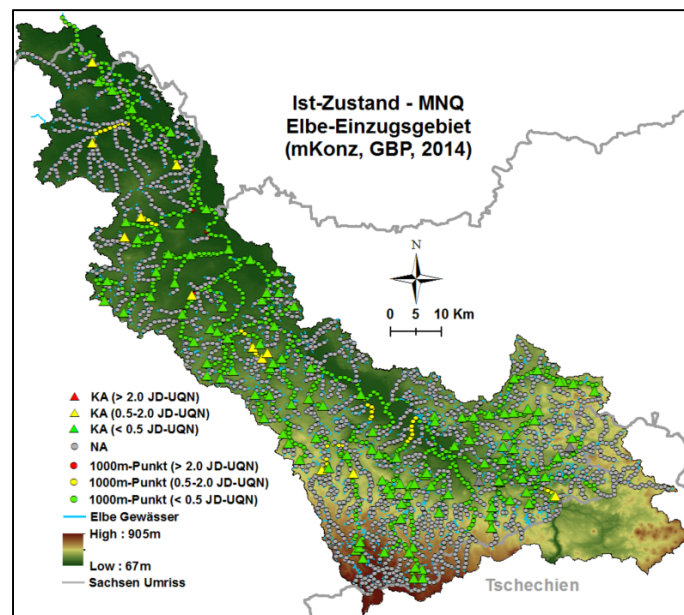 Ist-Zustand - MNQ
Elbe-Einzugsgebiet
(mKonz, GBP, 2014)
N
0 5 10 Km
KA (> 2.0 JD-UQN)
KA (0.5-2.0 JD-UQN)
KA (< 0.5 JD-UQN)
NA
1000m-Punkt (> 2.0 JD-UQN)
1000m-Punkt (0.5-2.0 JD-UQN)
1000m-Punkt (< 0.5 JD-UQN)
Elbe Gewässer
High : 905m
Low : 67m
Sachsen Umriss
Tschechien